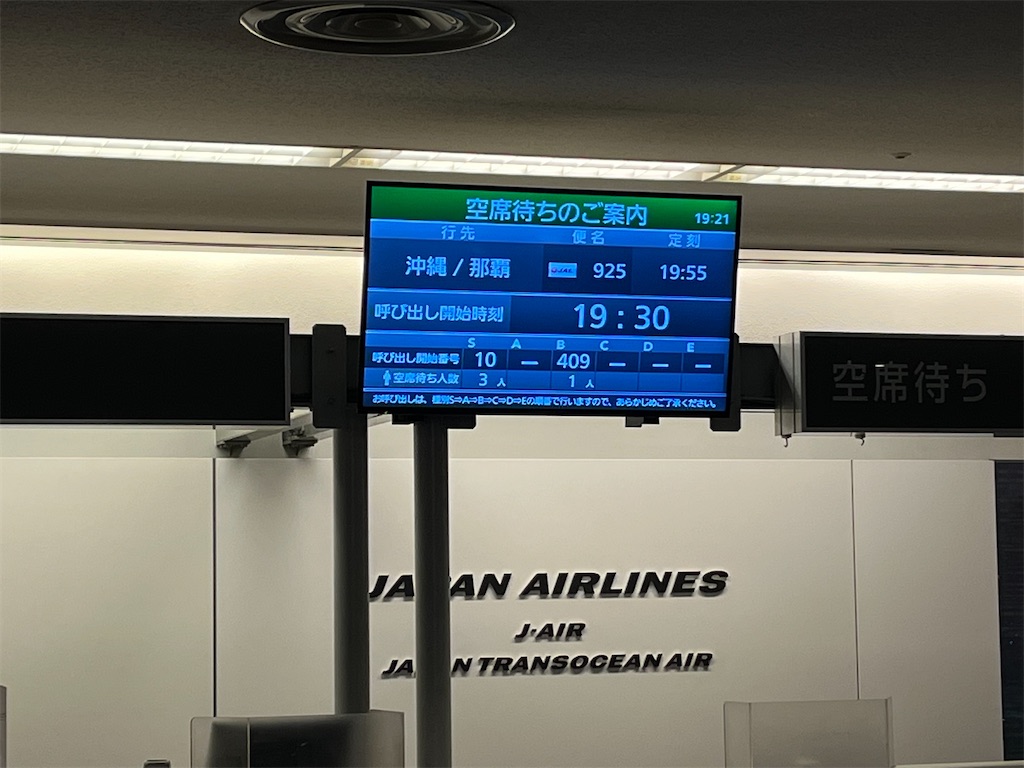 空席待ちのご案内 19:21
行先 便名 定刻
沖縄 / 那覇 JAL 925 19:55
呼び出し開始時刻 19 : 30
S A B C D E
呼び出し開始番号 10 — 409 — — —
空席待ち人数 3 人 1 人
お呼び出しは、種別S⇒A⇒B⇒C⇒D⇒Eの順番で行いますので、あらかじめご了承ください。
空席待ち
JAPAN AIRLINES
J-AIR
JAPAN TRANSOCEAN AIR